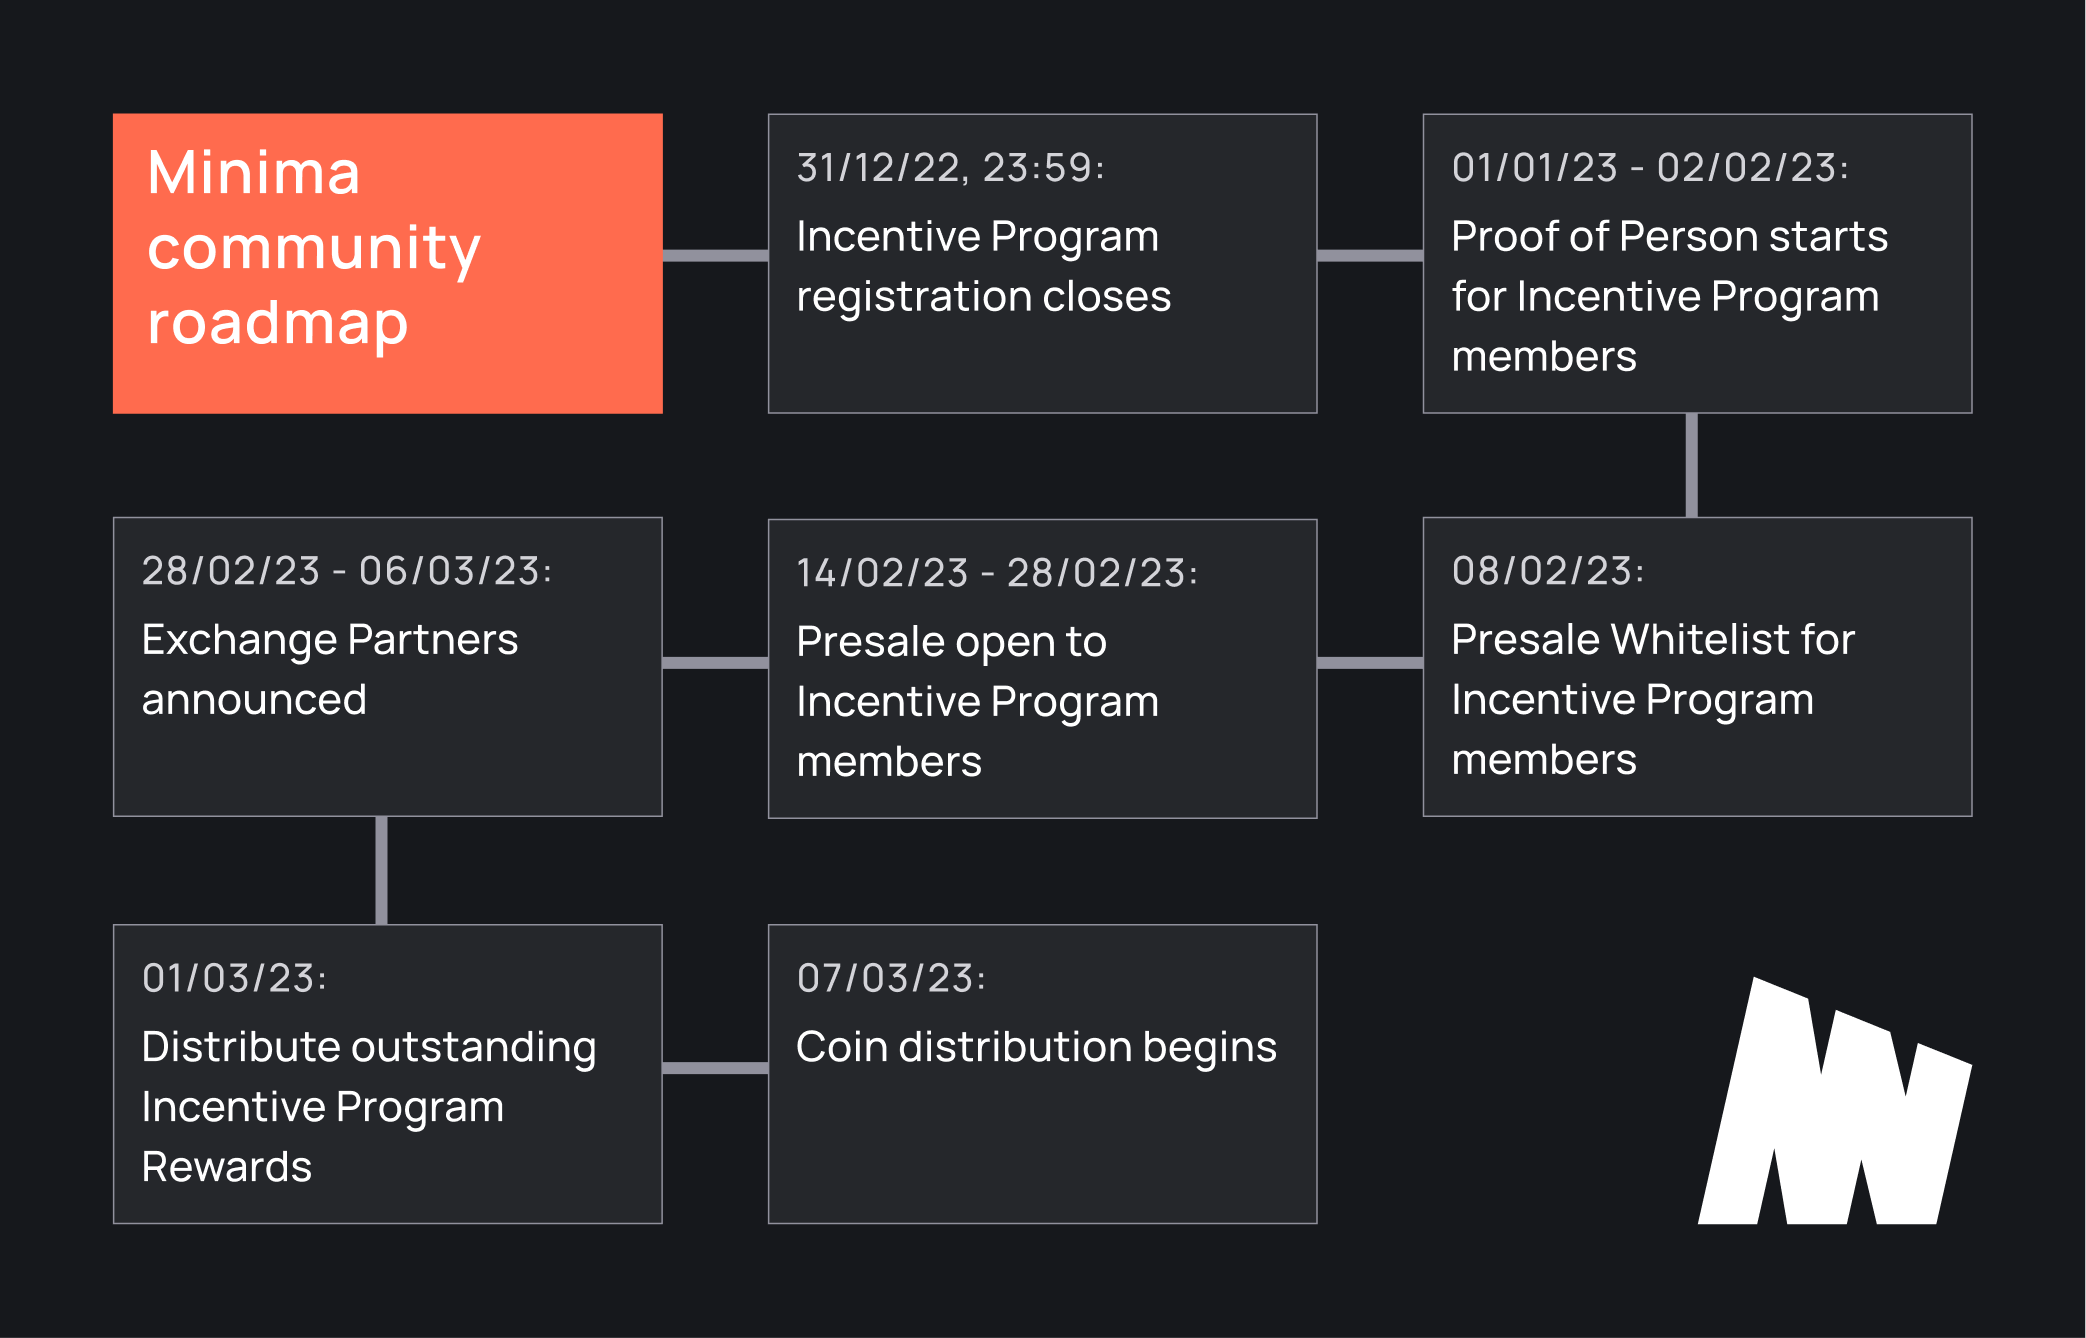 Minima
community
roadmap
31/12/22, 23:59:
Incentive Program
registration closes
01/01/23 - 02/02/23:
Proof of Person starts
for Incentive Program
members
08/02/23:
Presale Whitelist for
Incentive Program
members
14/02/23 - 28/02/23:
Presale open to
Incentive Program
members
28/02/23 - 06/03/23:
Exchange Partners
announced
01/03/23:
Distribute outstanding
Incentive Program
Rewards
07/03/23:
Coin distribution begins